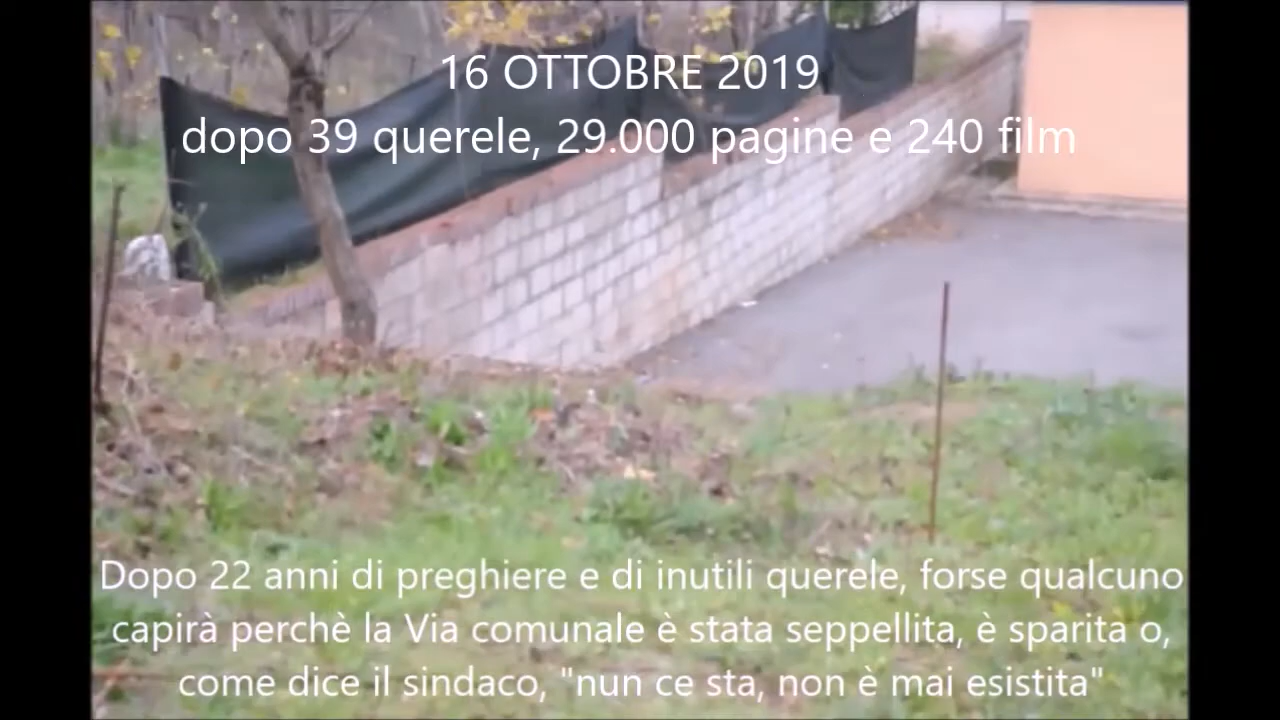 16 OTTOBRE 2019
dopo 39 querele, 29.000 pagine e 240 film
Dopo 22 anni di preghiere e di inutili querele, forse qualcuno
capirà perchè la Via comunale è stata seppellita, è sparita o,
come dice il sindaco, "nun ce sta, non è mai esistita"